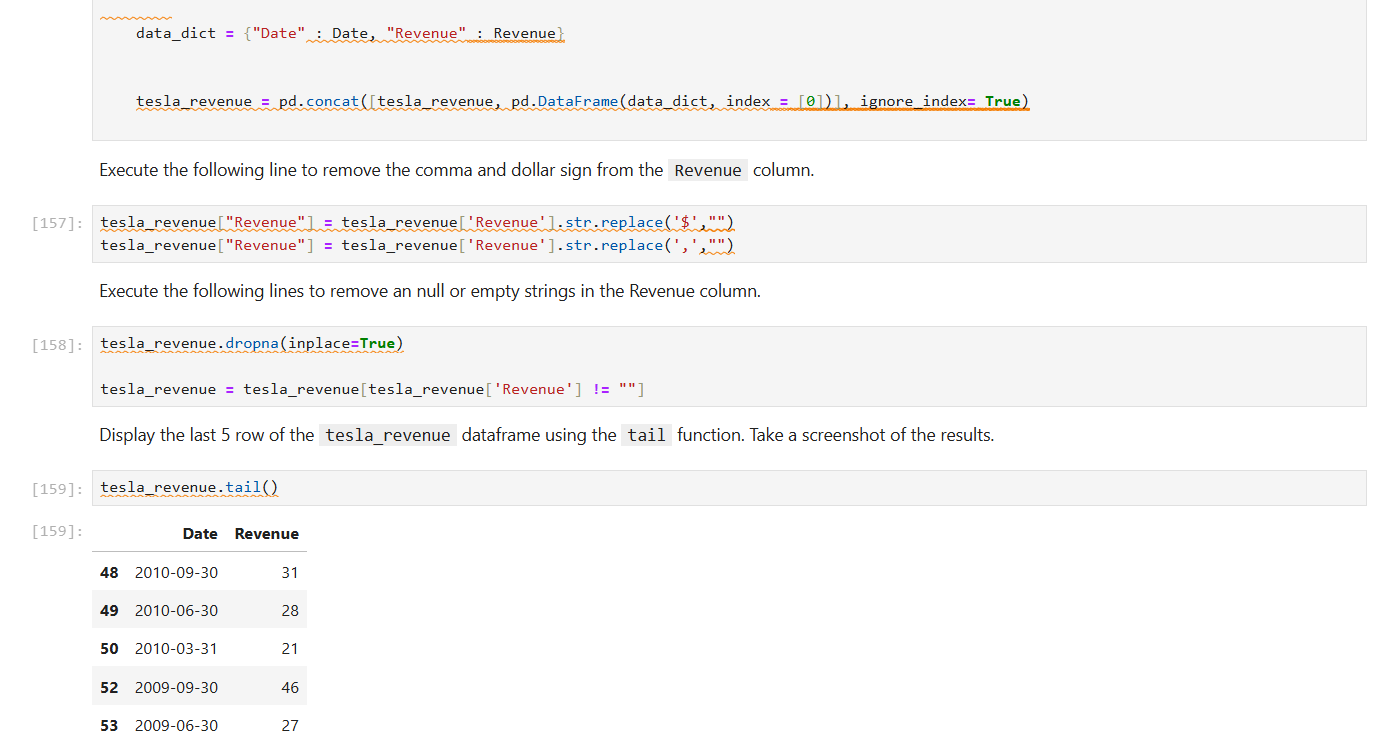 data_dict = {"Date" : Date, "Revenue" : Revenue}
tesla_revenue = pd.concat([tesla_revenue, pd.DataFrame(data_dict, index = [0])], ignore_index= True)
Execute the following line to remove the comma and dollar sign from the Revenue column.
[157]: tesla_revenue["Revenue"] = tesla_revenue['Revenue'].str.replace('$',"")
tesla_revenue["Revenue"] = tesla_revenue['Revenue'].str.replace(',',"")
Execute the following lines to remove an null or empty strings in the Revenue column.
[158]: tesla_revenue.dropna(inplace=True)
tesla_revenue = tesla_revenue[tesla_revenue['Revenue'] != ""]
Display the last 5 row of the tesla_revenue dataframe using the tail function. Take a screenshot of the results.
[159]: tesla_revenue.tail()
[159]: Date Revenue
48 2010-09-30 31
49 2010-06-30 28
50 2010-03-31 21
52 2009-09-30 46
53 2009-06-30 27